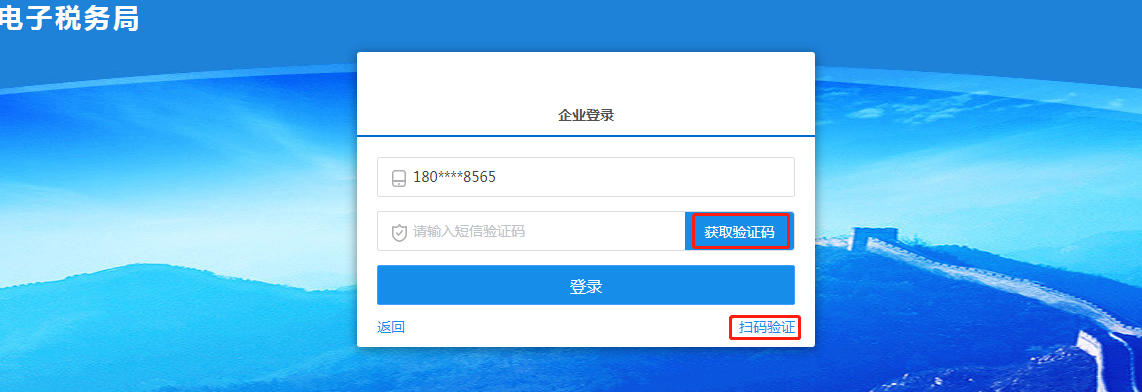 电子税务局
企业登录
180****8565
请输入短信验证码
获取验证码
登录
返回
扫码验证